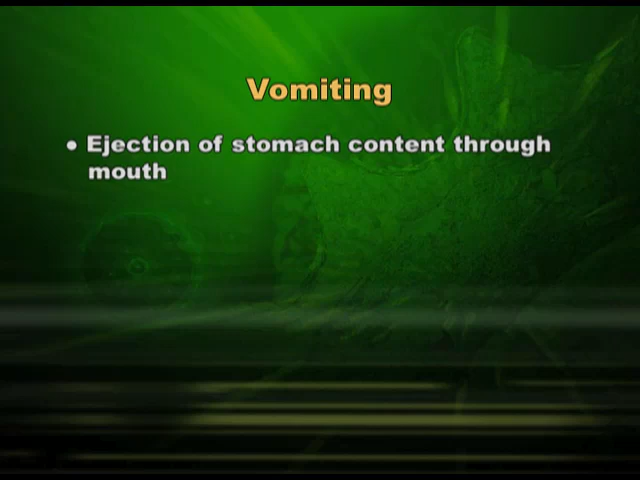 Vomiting
• Ejection of stomach content through
mouth